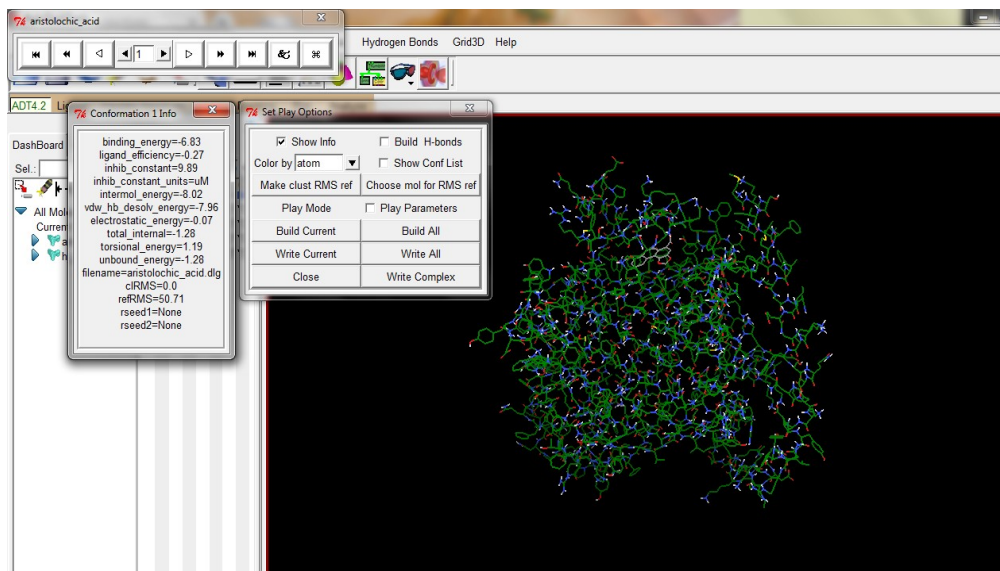 aristolochic_acid
1
&
Hydrogen Bonds Grid3D Help
ADT4.2
Conformation 1 Info
binding_energy=-6.83
ligand_efficiency=-0.27
inhib_constant=9.89
inhib_constant_units=uM
intermol_energy=-8.02
vdw_hb_desolv_energy=-7.96
electrostatic_energy=-0.07
total_internal=-1.28
torsional_energy=1.19
unbound_energy=-1.28
filename=aristolochic_acid.dlg
clRMS=0.0
refRMS=50.71
rseed1=None
rseed2=None
Set Play Options
Show Info Build H-bonds
Color by atom Show Conf List
Make clust RMS ref Choose mol for RMS ref
Play Mode Play Parameters
Build Current Build All
Write Current Write All
Close Write Complex
DashBoard
Sel.:
All Mol
Curren
a
h